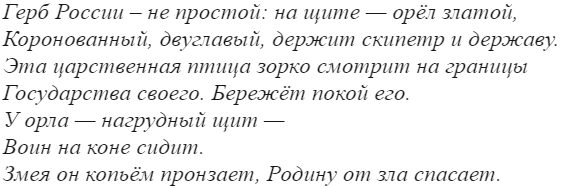 Герб России – не простой: на щите — орёл златой,
Коронованный, двуглавый, держит скипетр и державу.
Эта царственная птица зорко смотрит на границы
Государства своего. Бережёт покой его.
У орла — нагрудный щит —
Воин на коне сидит.
Змея он копьём пронзает, Родину от зла спасает.